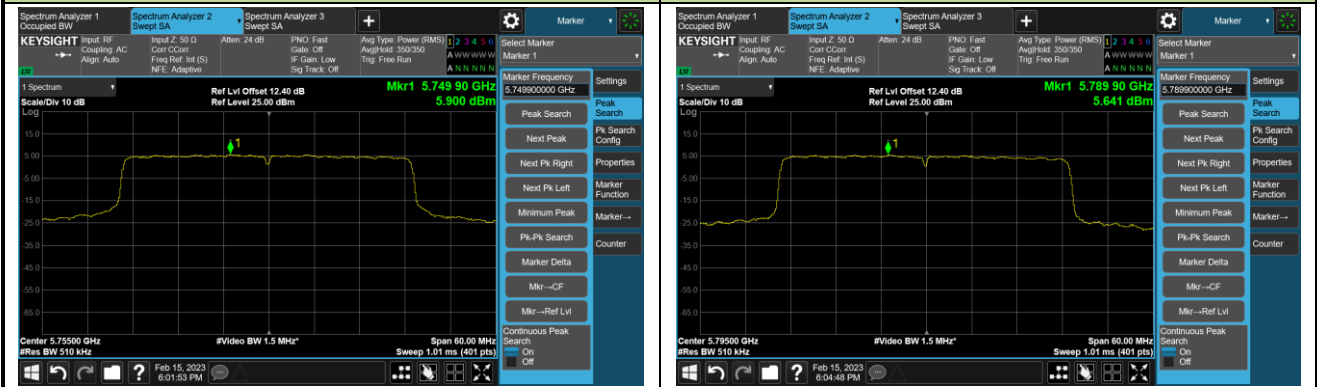 Spectrum Analyzer 1
Occupied BW
Spectrum Analyzer 2
Swept SA
Spectrum Analyzer 3
Swept SA
+
Marker
KEYSIGHT
Input: RF
Coupling: AC
Align: Auto
Input Z: 50 Ω
Corr CCorr
Freq Ref: Int (S)
NFE: Adaptive
Atten: 24 dB
PNO: Fast
Gate: Off
IF Gain: Low
Sig Track: Off
Avg Type: Power (RMS)
Avg|Hold: 350/350
Trig: Free Run
1 2 3 4 5 6
A W W W W W
A N N N N N
Select Marker
Marker 1
Marker Frequency
5.749900000 GHz
Settings
1 Spectrum
Scale/Div 10 dB
Log
Ref Lvl Offset 12.40 dB
Ref Level 25.00 dBm
Mkr1 5.749 90 GHz
5.900 dBm
15.0
5.00
-5.00
-15.0
-25.0
-35.0
-45.0
-55.0
-65.0
1
Peak Search
Next Peak
Next Pk Right
Next Pk Left
Minimum Peak
Pk-Pk Search
Marker Delta
Mkr→CF
Mkr→Ref Lvl
Continuous Peak
Search
On
Off
Peak
Search
Pk Search
Config
Properties
Marker
Function
Marker→
Counter
Center 5.75500 GHz
#Res BW 510 kHz
#Video BW 1.5 MHz*
Span 60.00 MHz
Sweep 1.01 ms (401 pts)
?
Feb 15, 2023
6:01:53 PM
Spectrum Analyzer 1
Occupied BW
Spectrum Analyzer 2
Swept SA
Spectrum Analyzer 3
Swept SA
+
Marker
KEYSIGHT
Input: RF
Coupling: AC
Align: Auto
Input Z: 50 Ω
Corr CCorr
Freq Ref: Int (S)
NFE: Adaptive
Atten: 24 dB
PNO: Fast
Gate: Off
IF Gain: Low
Sig Track: Off
Avg Type: Power (RMS)
Avg|Hold: 350/350
Trig: Free Run
1 2 3 4 5 6
A W W W W W
A N N N N N
Select Marker
Marker 1
Marker Frequency
5.789900000 GHz
Settings
1 Spectrum
Scale/Div 10 dB
Log
Ref Lvl Offset 12.40 dB
Ref Level 25.00 dBm
Mkr1 5.789 90 GHz
5.641 dBm
15.0
5.00
-5.00
-15.0
-25.0
-35.0
-45.0
-55.0
-65.0
1
Peak Search
Next Peak
Next Pk Right
Next Pk Left
Minimum Peak
Pk-Pk Search
Marker Delta
Mkr→CF
Mkr→Ref Lvl
Continuous Peak
Search
On
Off
Peak
Search
Pk Search
Config
Properties
Marker
Function
Marker→
Counter
Center 5.79500 GHz
#Res BW 510 kHz
#Video BW 1.5 MHz*
Span 60.00 MHz
Sweep 1.01 ms (401 pts)
?
Feb 15, 2023
6:04:48 PM